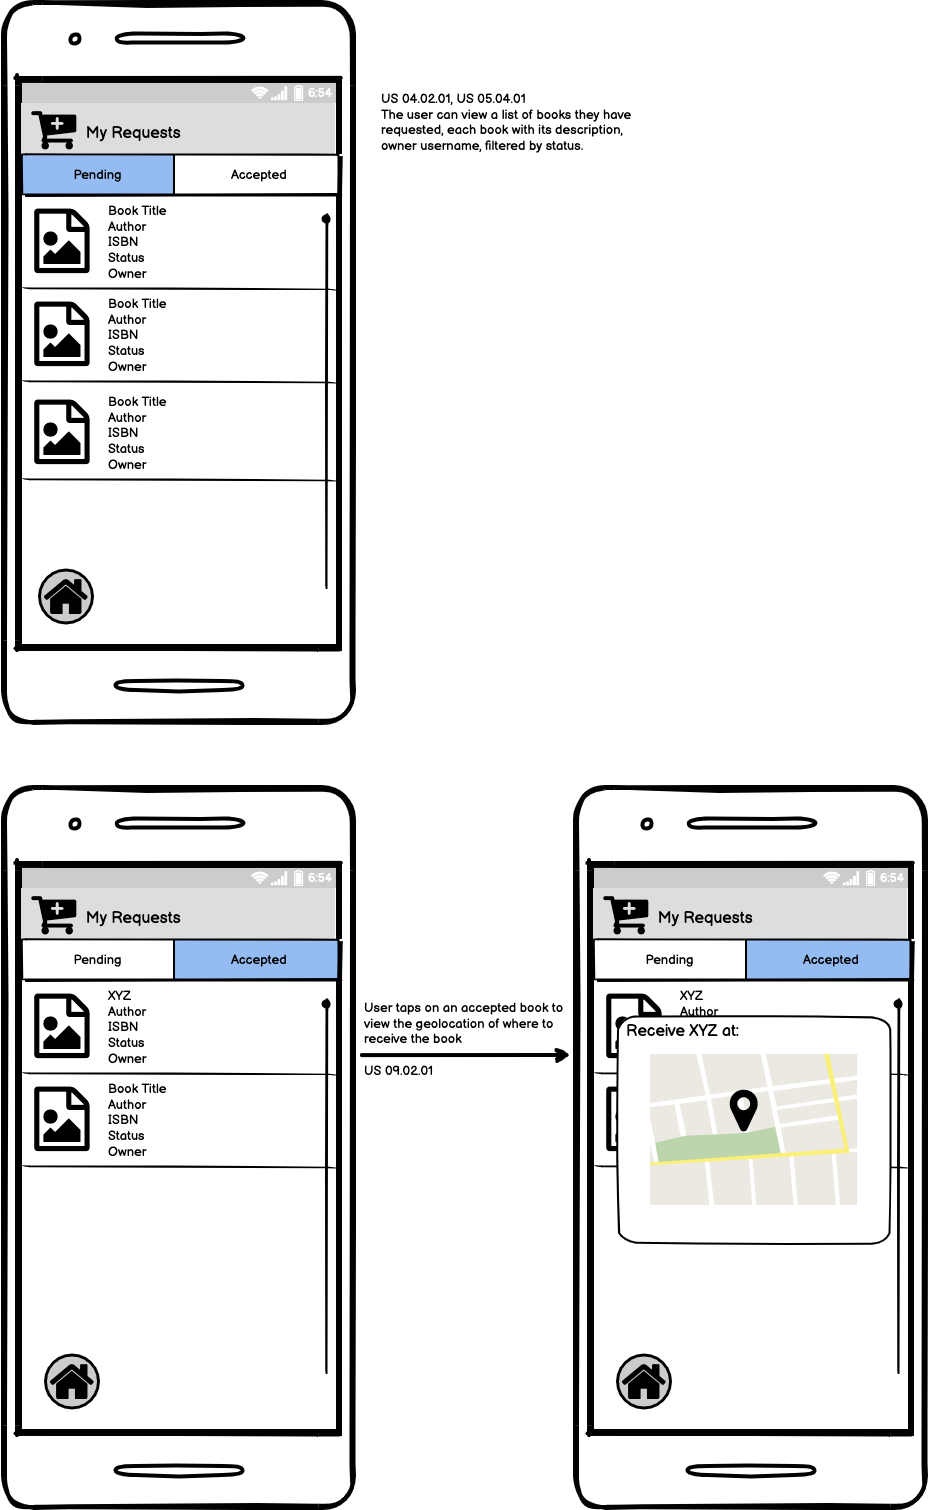 6:54
My Requests
Pending
Accepted
Book Title
Author
ISBN
Status
Owner
Book Title
Author
ISBN
Status
Owner
Book Title
Author
ISBN
Status
Owner
US 04.02.01, US 05.04.01
The user can view a list of books they have
requested, each book with its description,
owner username, filtered by status.
6:54
My Requests
Pending
Accepted
XYZ
Author
ISBN
Status
Owner
Book Title
Author
ISBN
Status
Owner
User taps on an accepted book to
view the geolocation of where to
receive the book
US 09.02.01
6:54
My Requests
Pending
Accepted
XYZ
Author
Receive XYZ at: